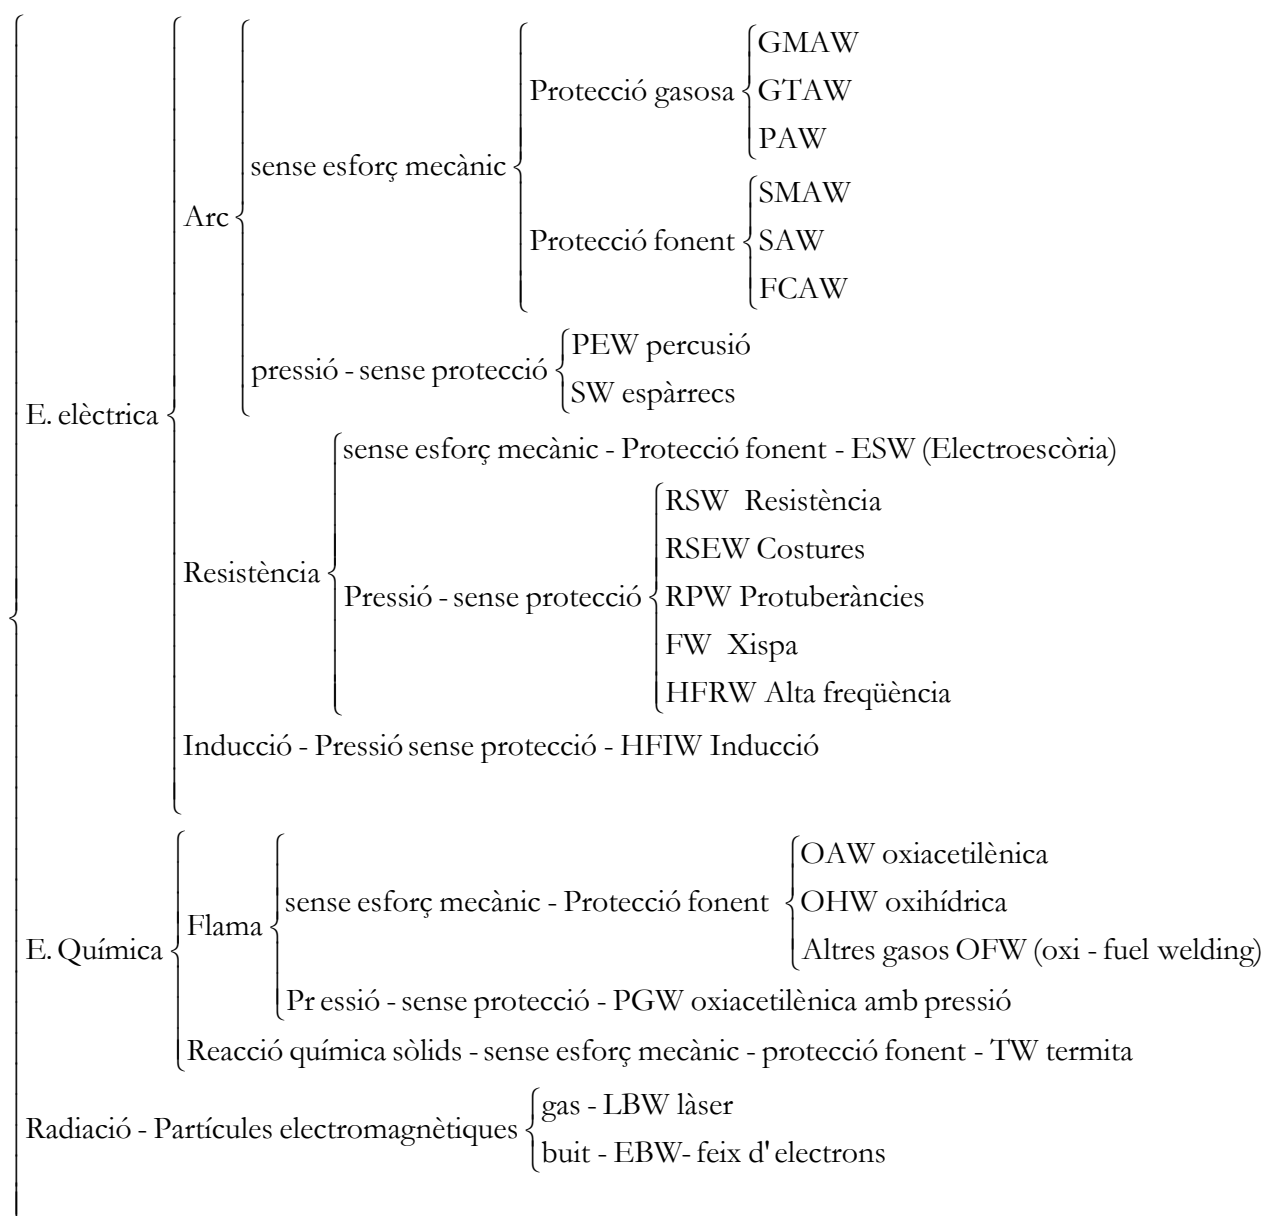 GMAW
Protecció gasosa GTAW
PAW
sense esforç mecànic
SMAW
Arc
Protecció fonent SAW
FCAW
PEW percusió
pressió - sense protecció
SW espàrrecs
E. elèctrica
sense esforç mecànic - Protecció fonent - ESW (Electroescòria)
RSW Resistència
RSEW Costures
Resistència
Pressió - sense protecció RPW Protuberàncies
FW Xispa
HFRW Alta freqüència
Inducció - Pressió sense protecció - HFIW Inducció
OAW oxiacetilènica
sense esforç mecànic - Protecció fonent OHW oxihídrica
Flama
E. Química
Altres gasos OFW (oxi - fuel welding)
Pr essió - sense protecció - PGW oxiacetilènica amb pressió
Reacció química sòlids - sense esforç mecànic - protecció fonent - TW termita
gas - LBW làser
Radiació - Partícules electromagnètiques
buit - EBW- feix d' electrons